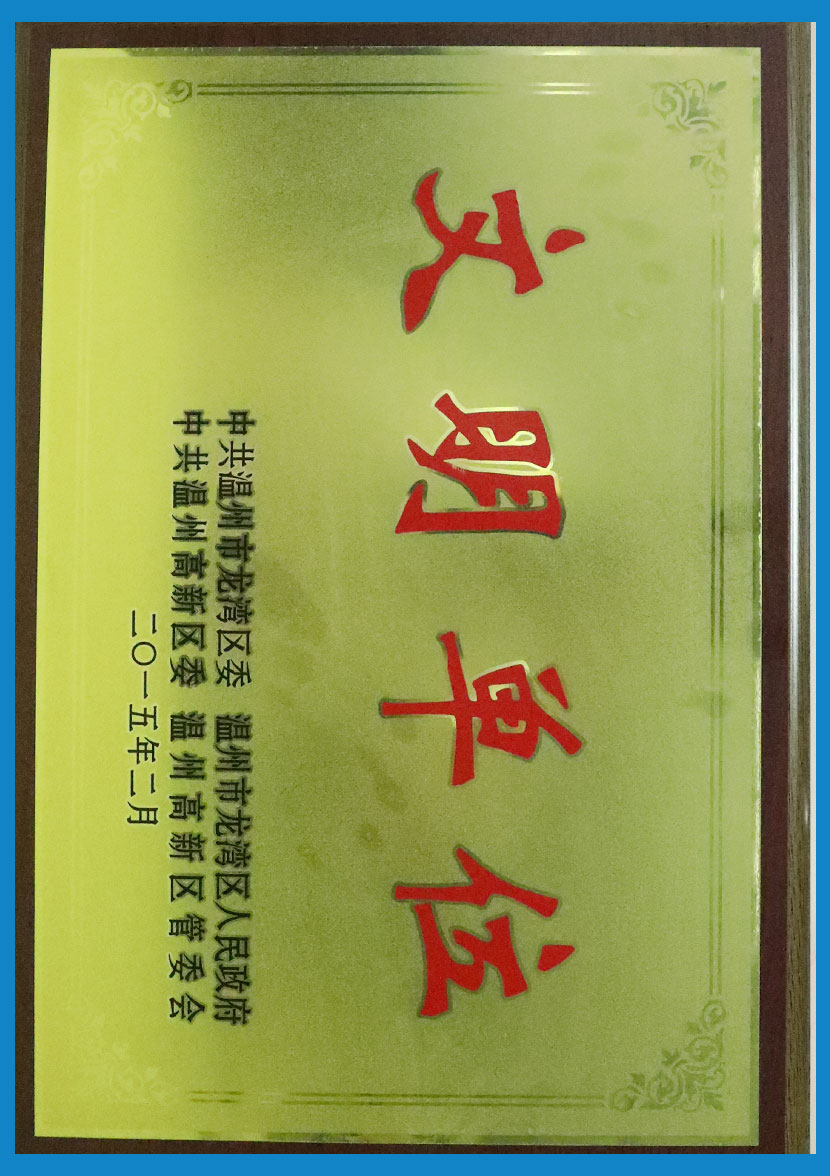 文明单位
中共温州市龙湾区委 温州市龙湾区人民政府
中共温州高新区委 温州高新区管委会
二〇一五年二月